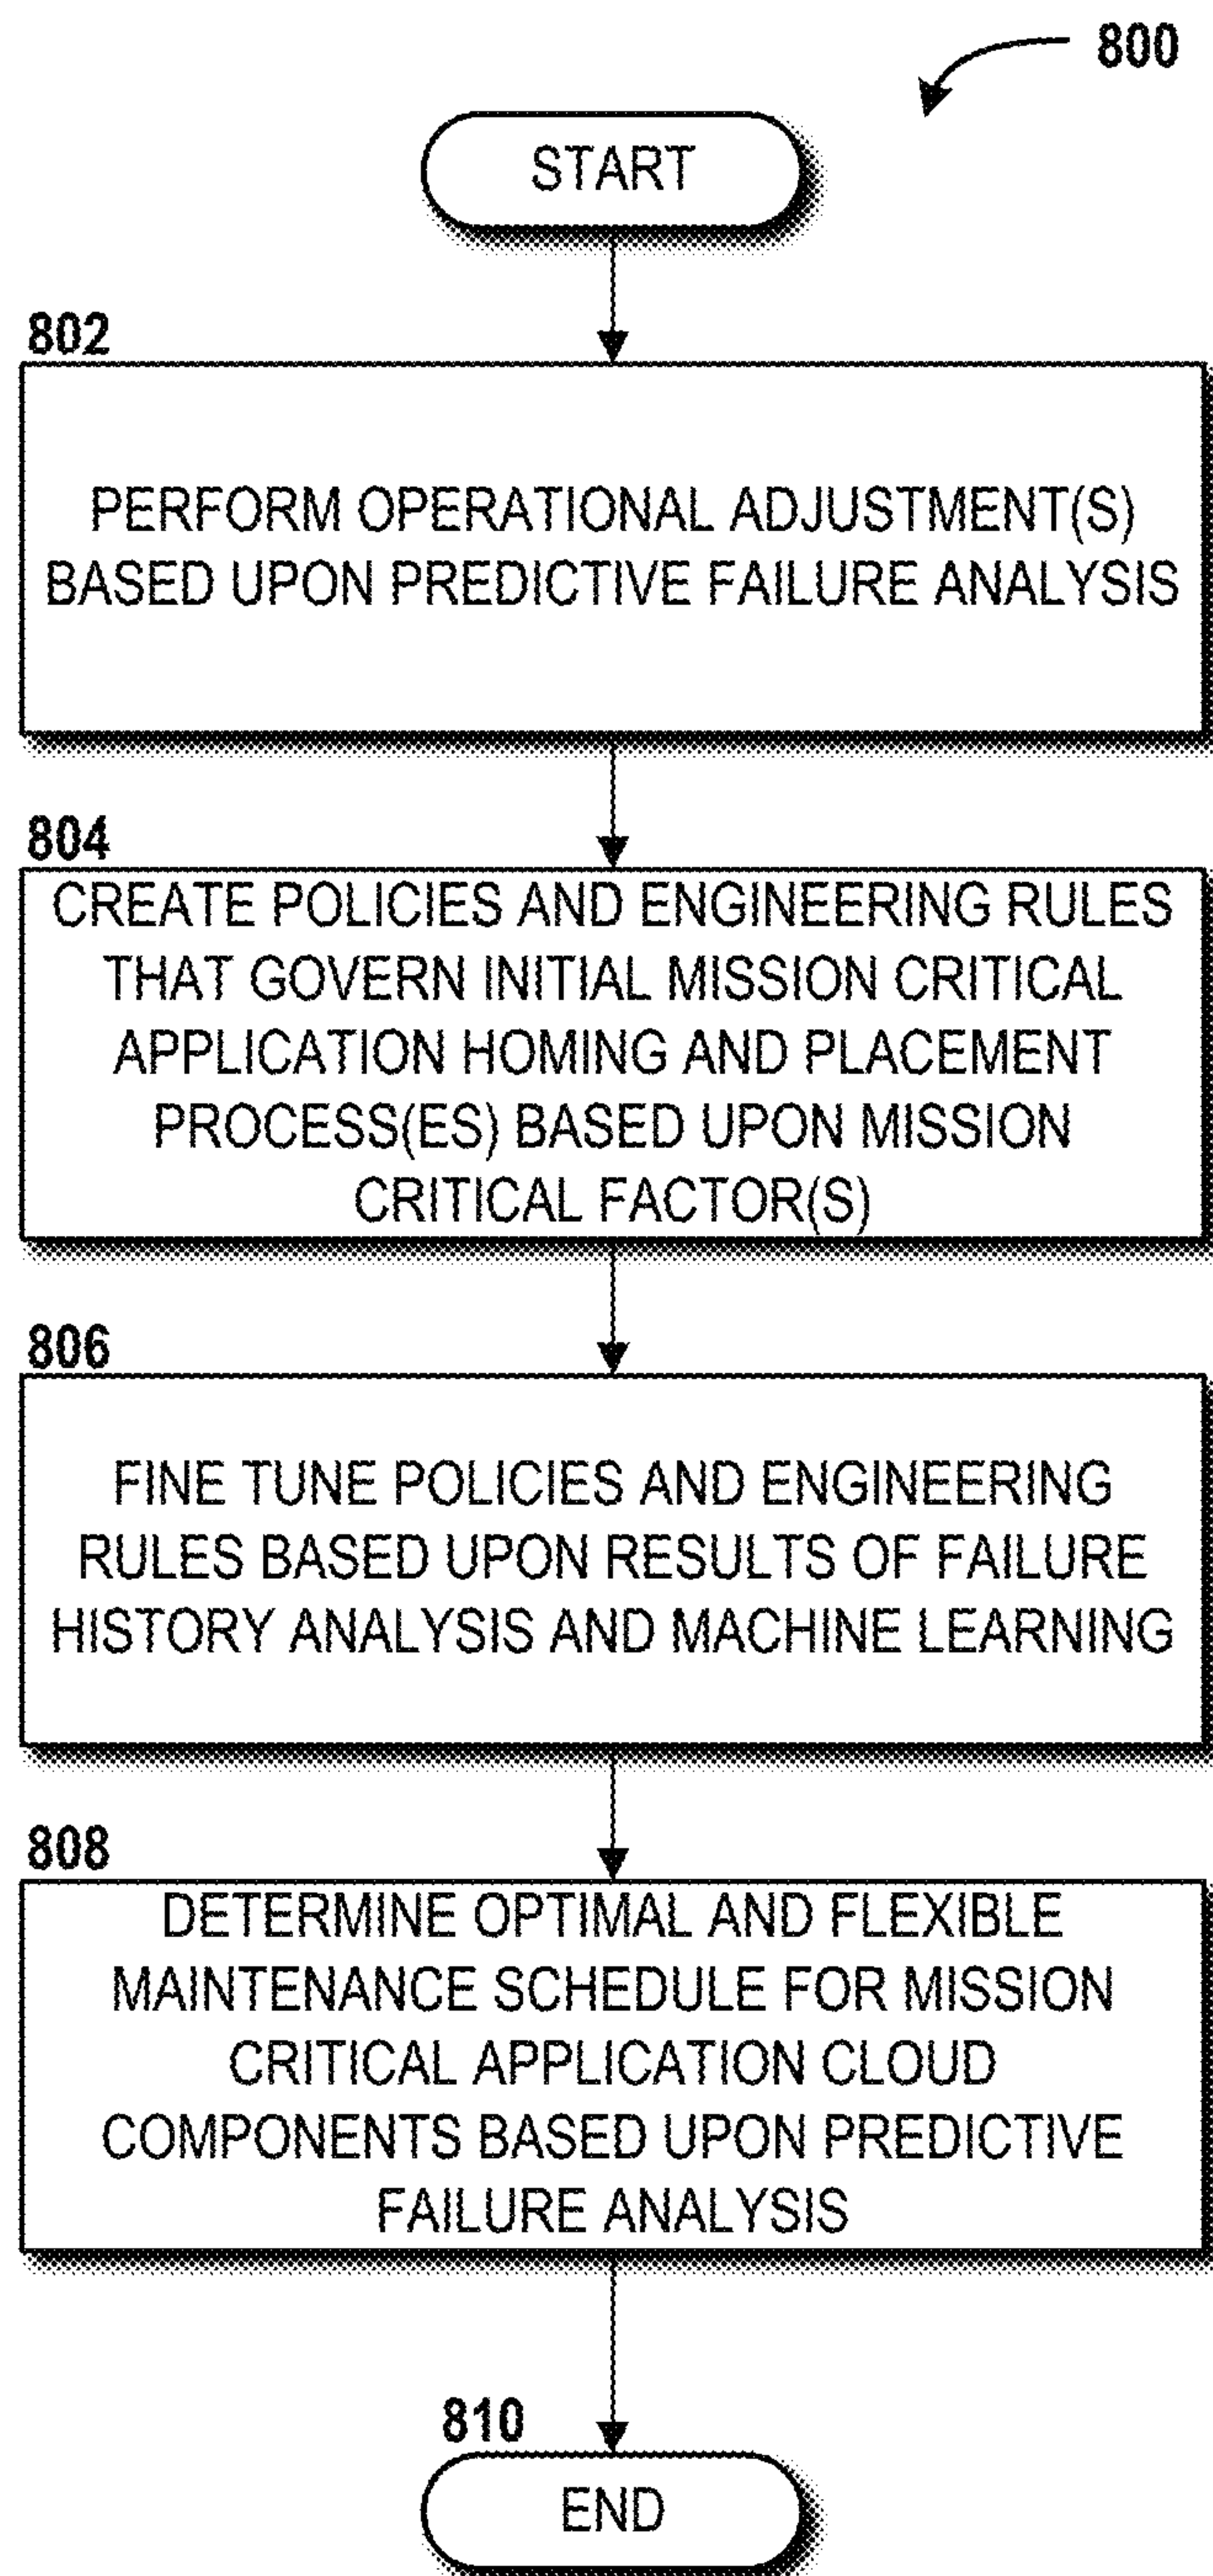 800
START
802
PERFORM OPERATIONAL ADJUSTMENT(S)
BASED UPON PREDICTIVE FAILURE ANALYSIS
804
CREATE POLICIES AND ENGINEERING RULES
THAT GOVERN INITIAL MISSION CRITICAL
APPLICATION HOMING AND PLACEMENT
PROCESS(ES) BASED UPON MISSION
CRITICAL FACTOR(S)
806
FINE TUNE POLICIES AND ENGINEERING
RULES BASED UPON RESULTS OF FAILURE
HISTORY ANALYSIS AND MACHINE LEARNING
808
DETERMINE OPTIMAL AND FLEXIBLE
MAINTENANCE SCHEDULE FOR MISSION
CRITICAL APPLICATION CLOUD
COMPONENTS BASED UPON PREDICTIVE
FAILURE ANALYSIS
810
END